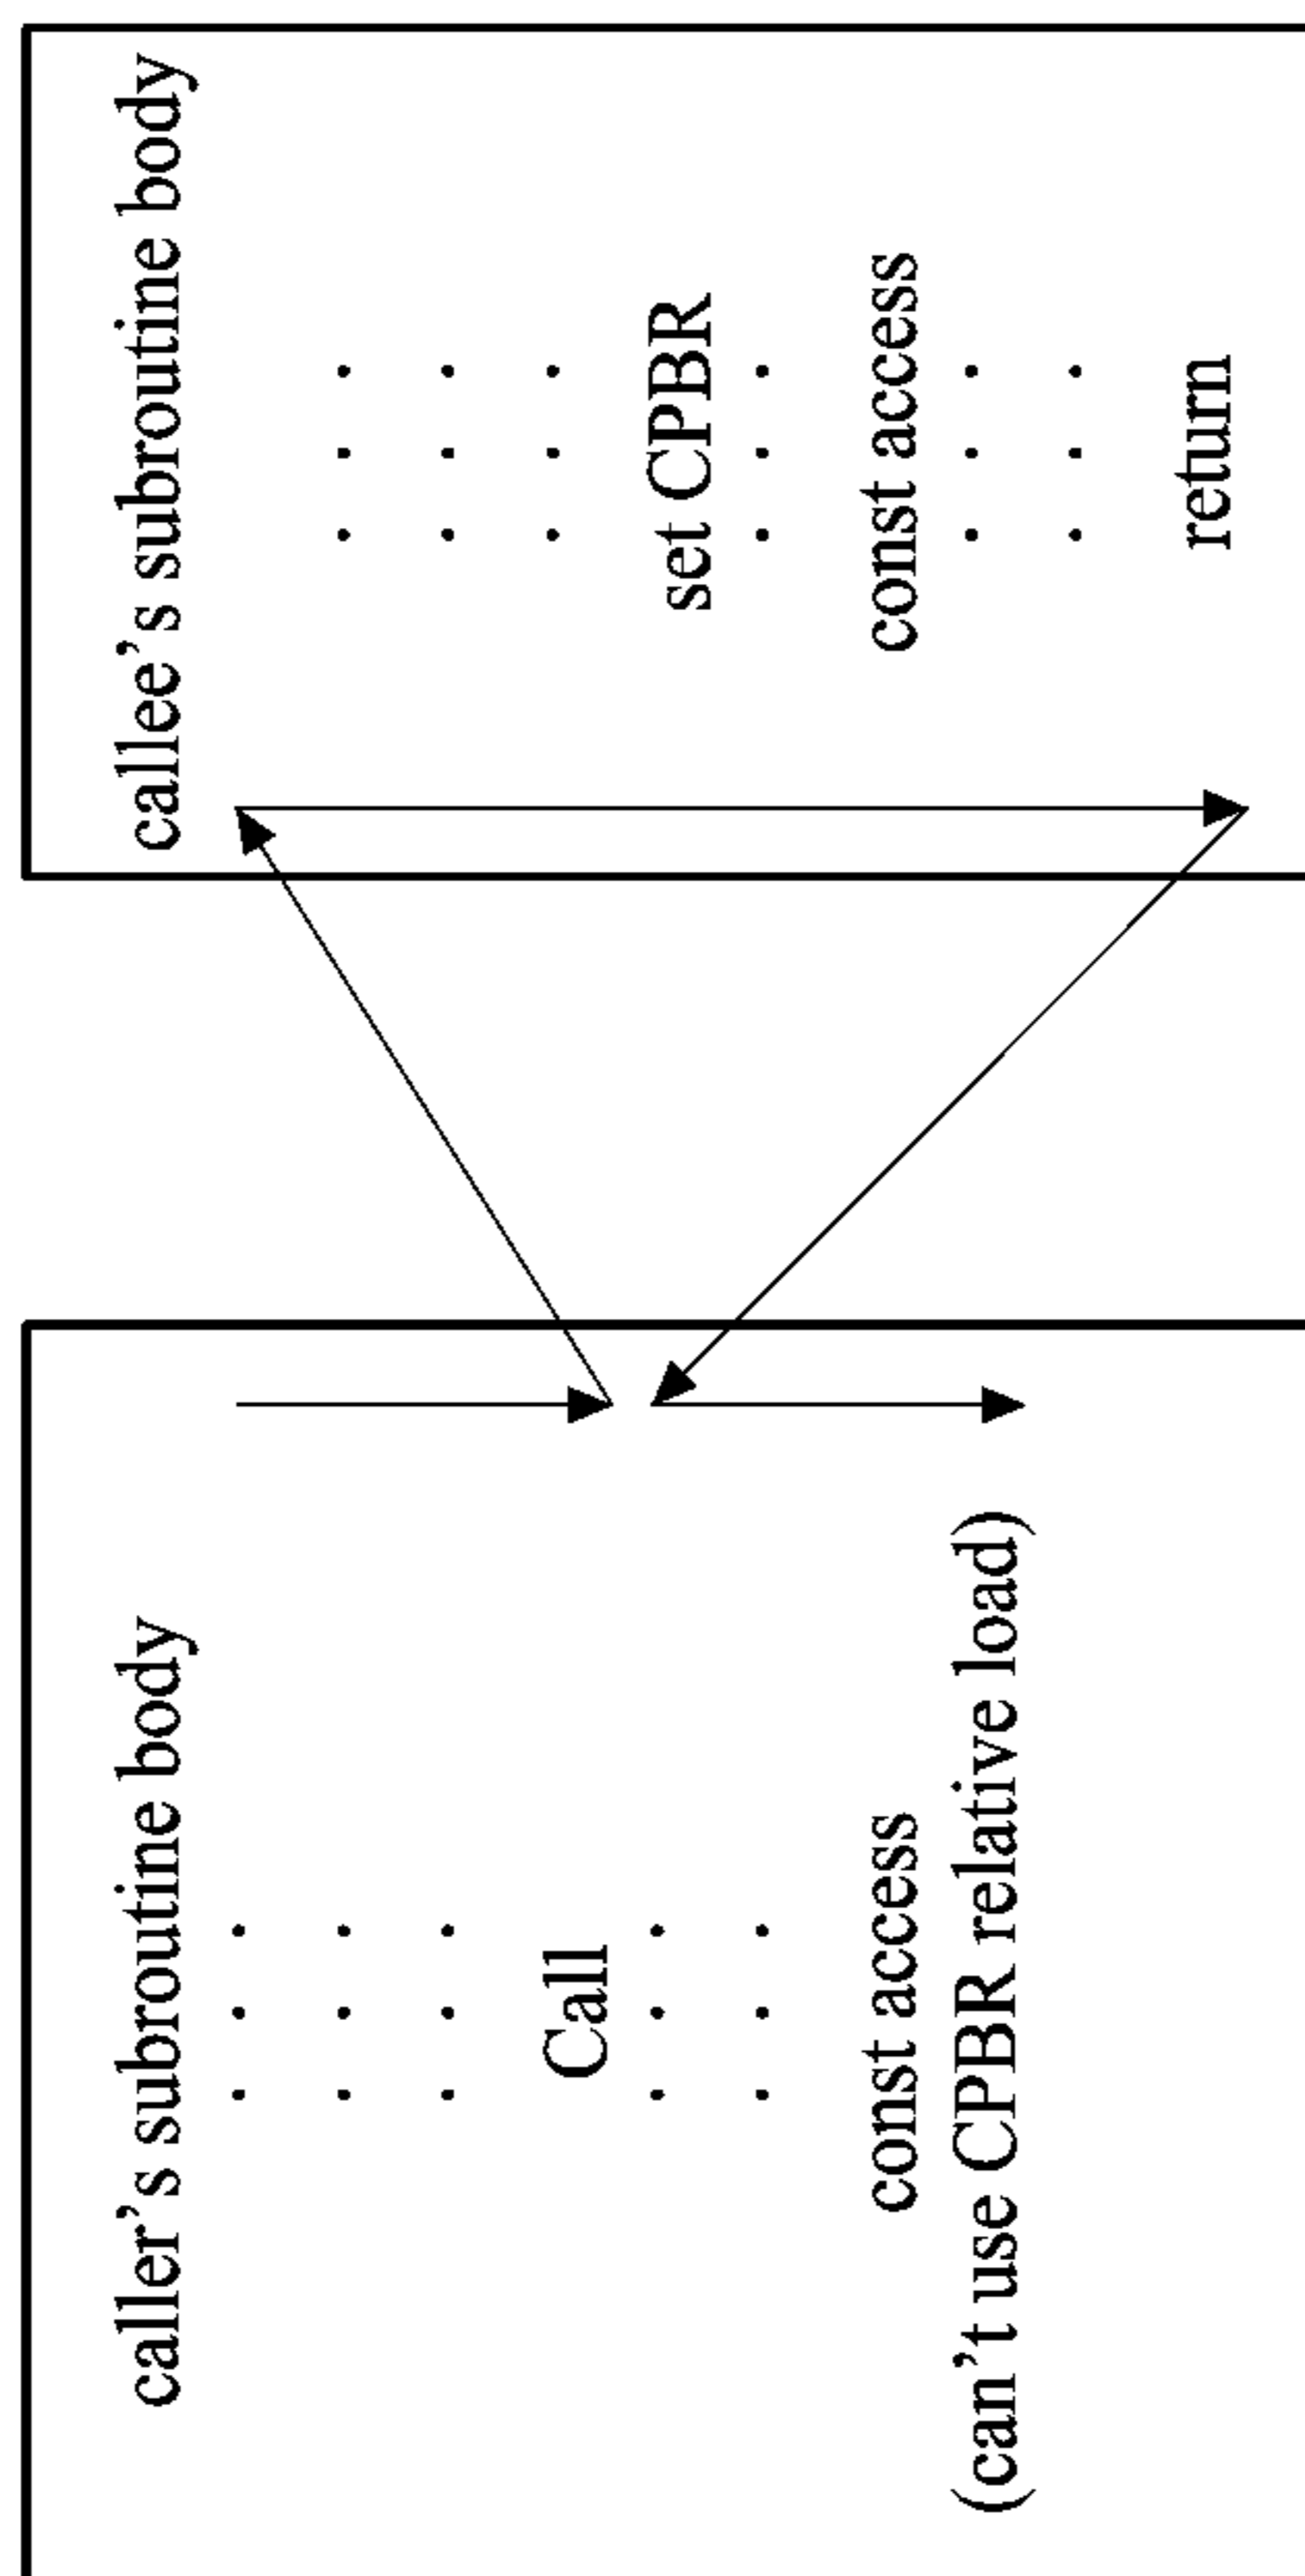 caller's subroutine body
. . .
. . .
. . .
Call
. . .
. . .
const access
(can't use CPBR relative load)
callee's subroutine body
. . .
. . .
. . .
set CPBR
. . .
const access
. . .
. . .
return